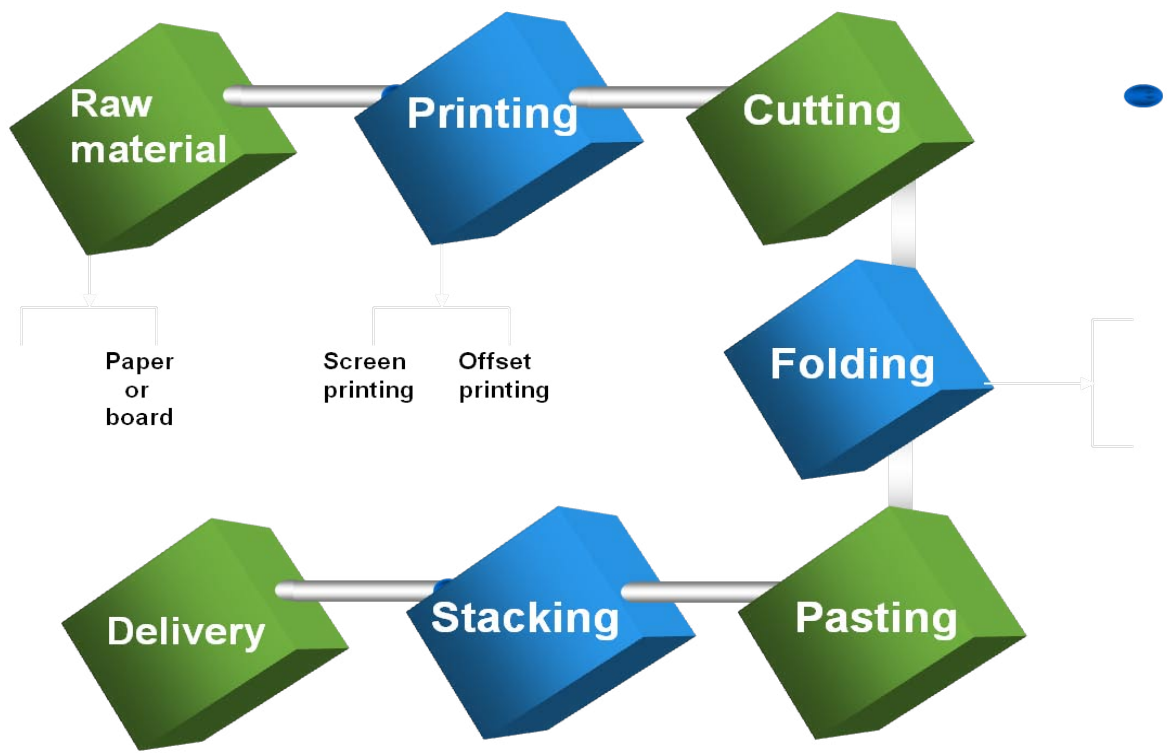 Raw
material
Printing
Cutting
Paper
or
board
Screen
printing
Offset
printing
Folding
Delivery
Stacking
Pasting